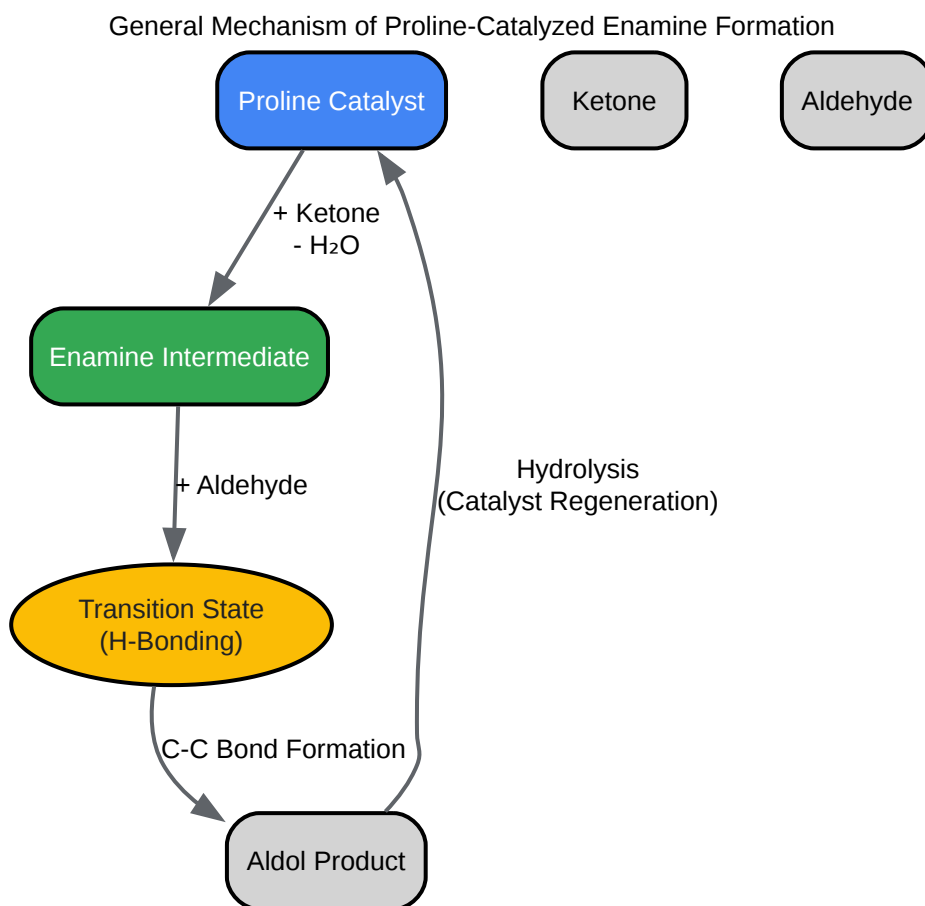 General Mechanism of Proline-Catalyzed Enamine Formation
Proline Catalyst
Ketone
Aldehyde
+ Ketone
- H₂O
Enamine Intermediate
+ Aldehyde
Hydrolysis
(Catalyst Regeneration)
Transition State
(H-Bonding)
C-C Bond Formation
Aldol Product